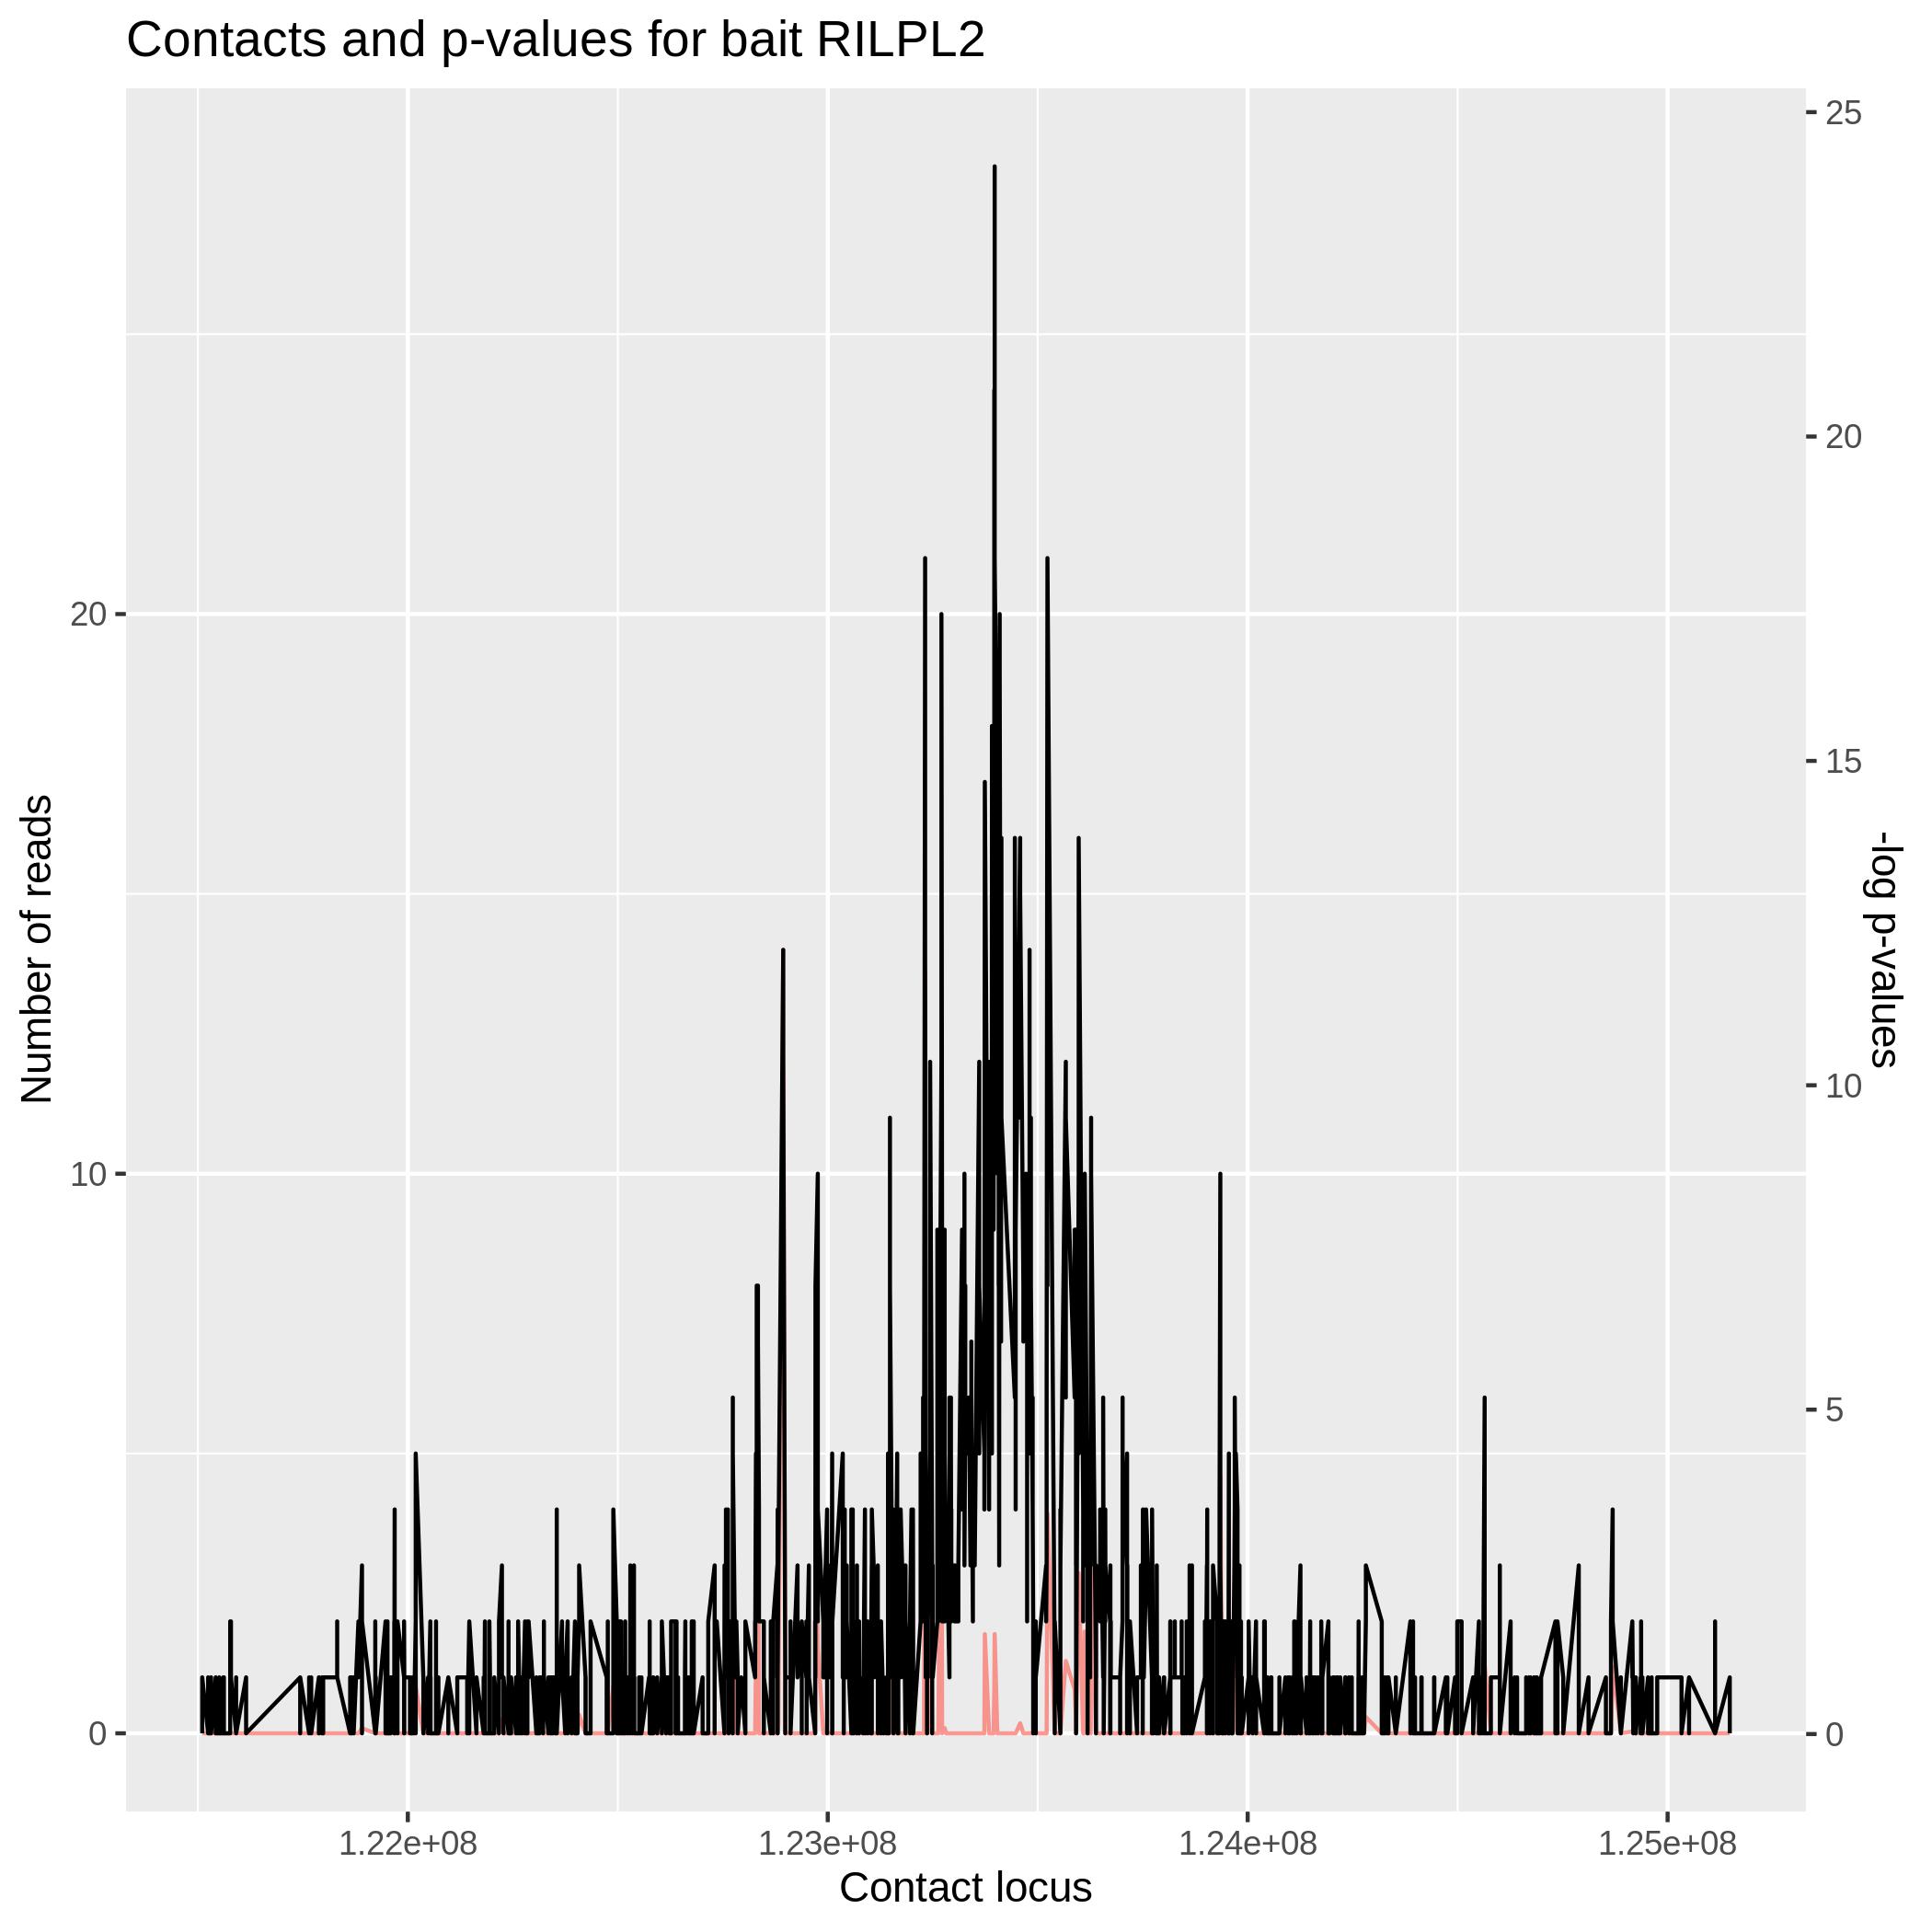 Contacts and p-values for bait RILPL2
25
20
15
10
5
0
20
10
0
Number of reads
-log p-values
1.22e+08
1.23e+08
1.24e+08
1.25e+08
Contact locus